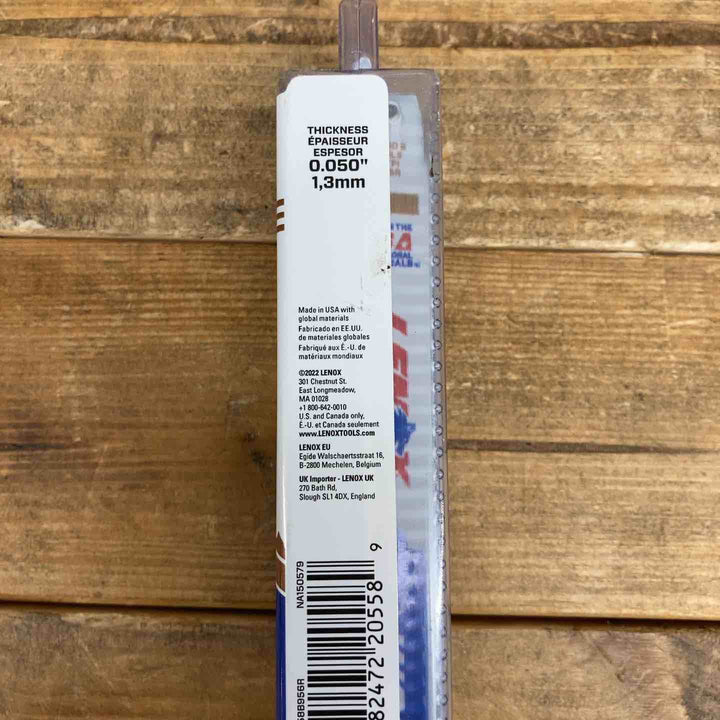 THICKNESS
ÉPAISSEUR
ESPESOR
0.050"
1,3mm
Made in USA with
global materials
Fabricado en EE.UU.
de materiales globales
Fabriqué aux É.-U. de
matériaux mondiaux
©2022 LENOX
301 Chestnut St.
East Longmeadow,
MA 01028
+1 800-642-0010
U.S. and Canada only,
É.-U. et Canada seulement
www.LENOXTOOLS.com
LENOX EU
Egide Walschaertsstraat 16,
B-2800 Mechelen, Belgium
UK Importer - LENOX UK
270 Bath Rd,
Slough SL1 4DX, England
NA150579
82472 20558 9
LENOX
THE